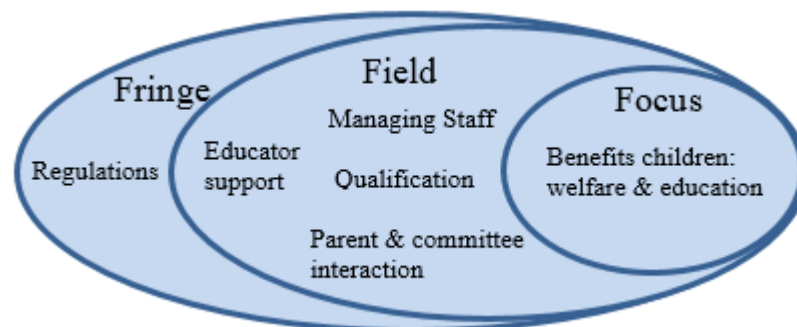 Fringe
Regulations
Field
Managing Staff
Educator
support
Qualification
Parent & committee
interaction
Focus
Benefits children:
welfare & education